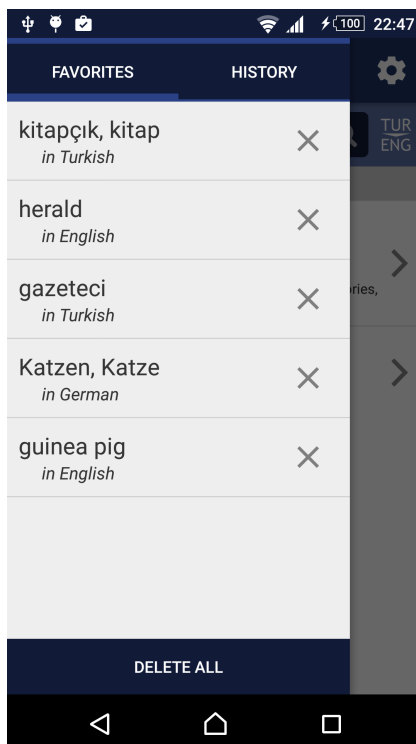 100 22:47
FAVORITES HISTORY
TUR
ENG
kitapçık, kitap
in Turkish
herald
in English
gazeteci
in Turkish
ories,
Katzen, Katze
in German
guinea pig
in English
DELETE ALL